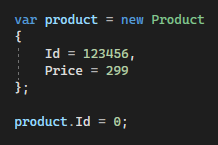 var product = new Product
{
    Id = 123456,
    Price = 299
};

product.Id = 0;